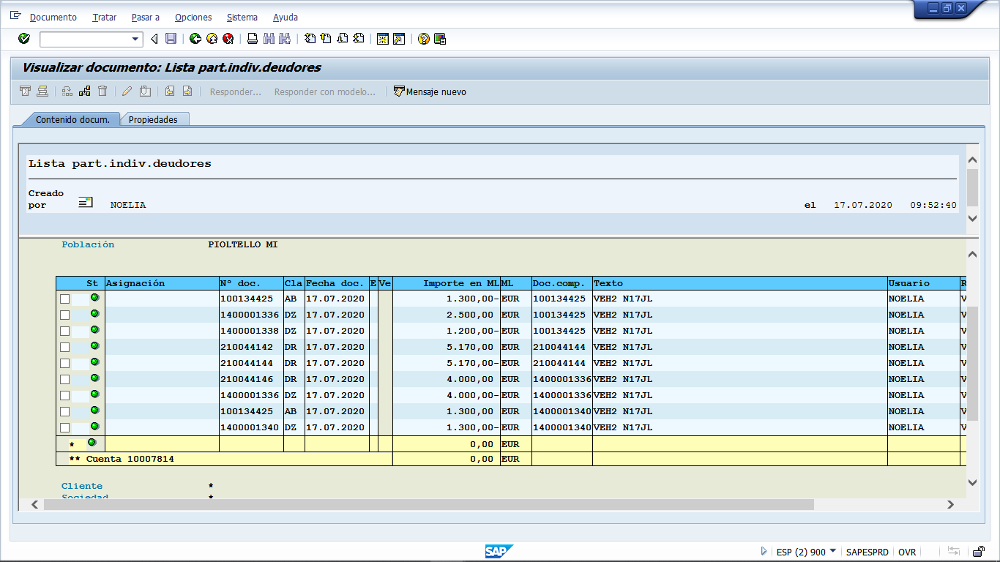 Documento Tratar Pasar a Opciones Sistema Ayuda
Visualizar documento: Lista part.indiv.deudores
Responder... Responder con modelo... Mensaje nuevo
Contenido docum. Propiedades
Lista part.indiv.deudores
Creado
por NOELIA el 17.07.2020 09:52:40
Población PIOLTELLO MI
St Asignación N° doc. Cla Fecha doc. E Ve Importe en ML ML Doc.comp. Texto Usuario R
100134425 AB 17.07.2020 1.300,00- EUR 100134425 VEH2 N17JL NOELIA V
1400001336 DZ 17.07.2020 2.500,00 EUR 100134425 VEH2 N17JL NOELIA V
1400001338 DZ 17.07.2020 1.200,00- EUR 100134425 VEH2 N17JL NOELIA V
210044142 DR 17.07.2020 5.170,00 EUR 210044144 VEH2 N17JL NOELIA V
210044144 DR 17.07.2020 5.170,00- EUR 210044144 VEH2 N17JL NOELIA V
210044146 DR 17.07.2020 4.000,00 EUR 1400001336 VEH2 N17JL NOELIA V
1400001336 DZ 17.07.2020 4.000,00- EUR 1400001336 VEH2 N17JL NOELIA V
100134425 AB 17.07.2020 1.300,00 EUR 1400001340 VEH2 N17JL NOELIA V
1400001340 DZ 17.07.2020 1.300,00- EUR 1400001340 VEH2 N17JL NOELIA V
* 0,00 EUR
** Cuenta 10007814 0,00 EUR
Cliente *
Sociedad *
SAP ESP (2) 900 SAPESPRD OVR